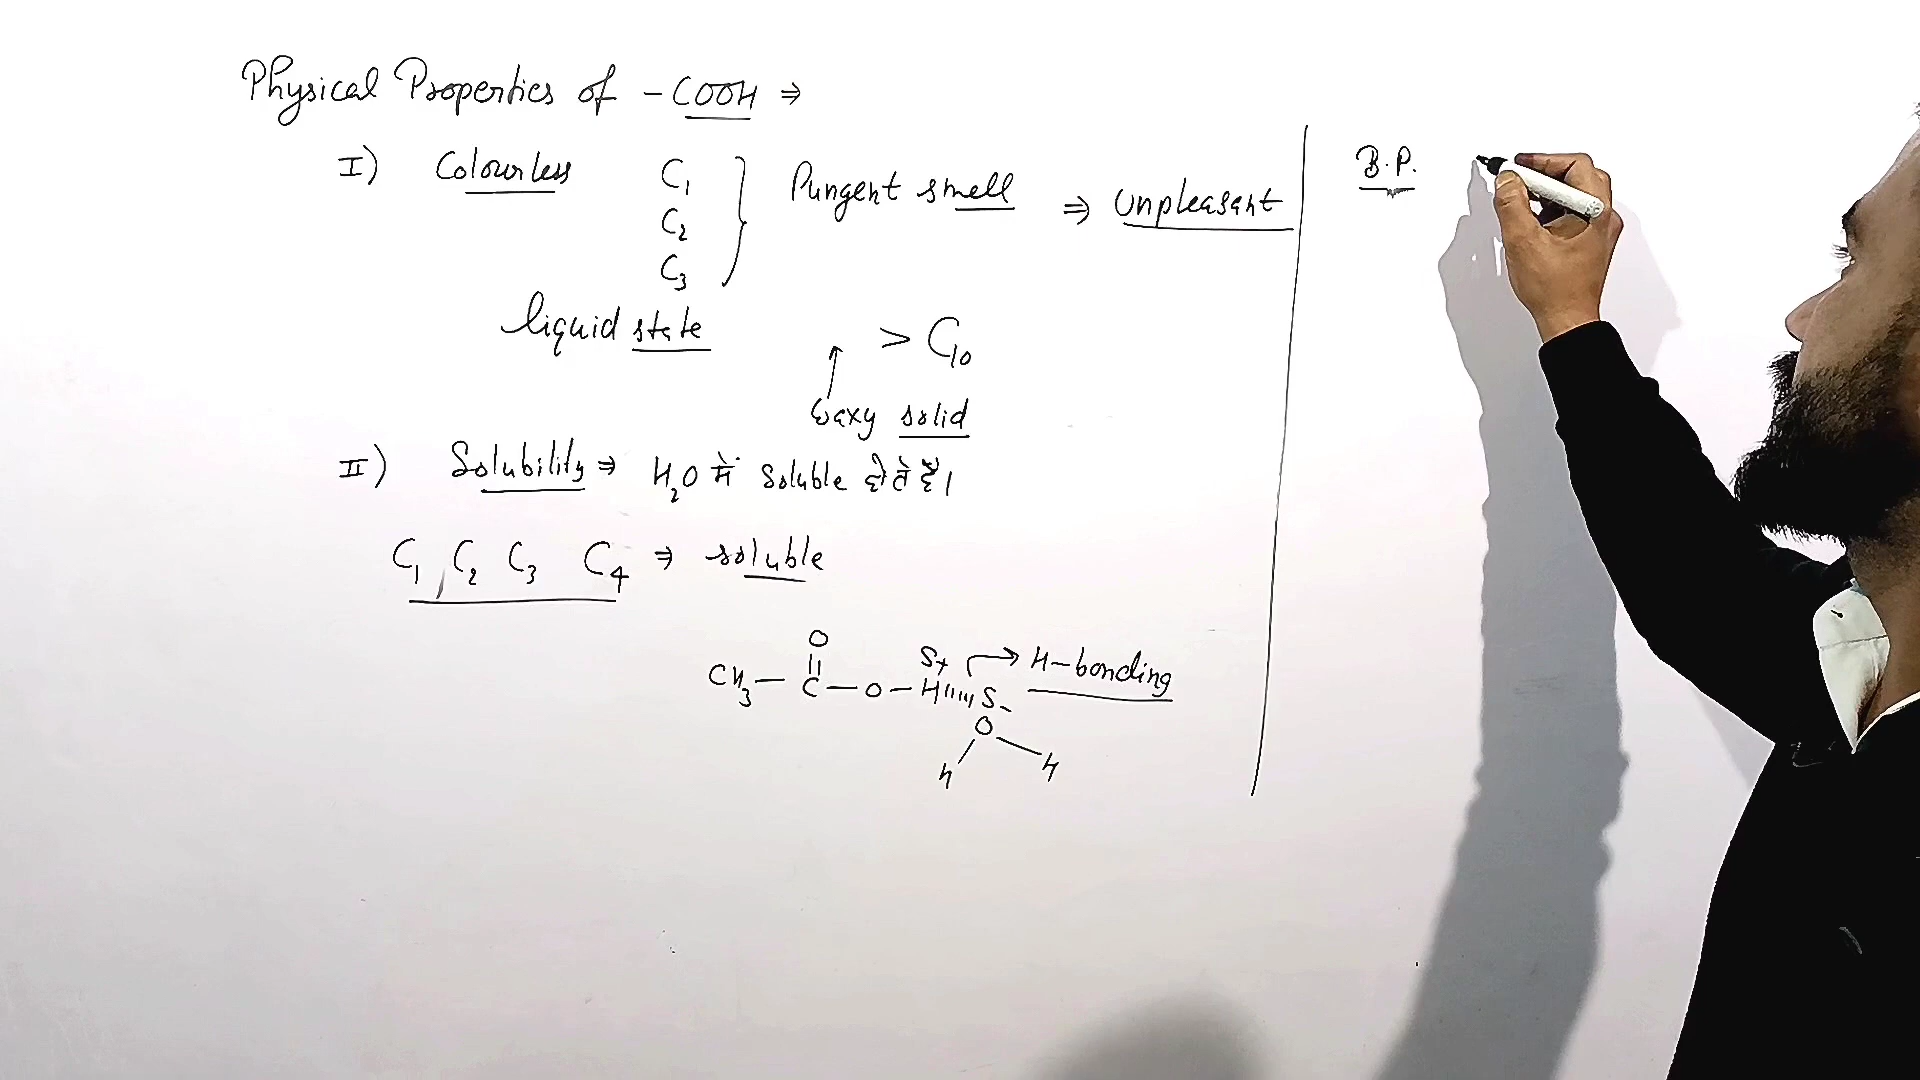 Physical Properties of -COOH ⇒
I) Colourless C₁ C₂ C₃ } Pungent smell ⇒ Unpleasant
liquid state
> C₁₀
↑
waxy solid
II) Solubility ⇒ H₂O में soluble होते हैं।
C₁, C₂ C₃ C₄ ⇒ soluble
O
||
CH₃ — C — O — H ıııı
δ+ → H-bonding
δ-
O
H H
B.P.